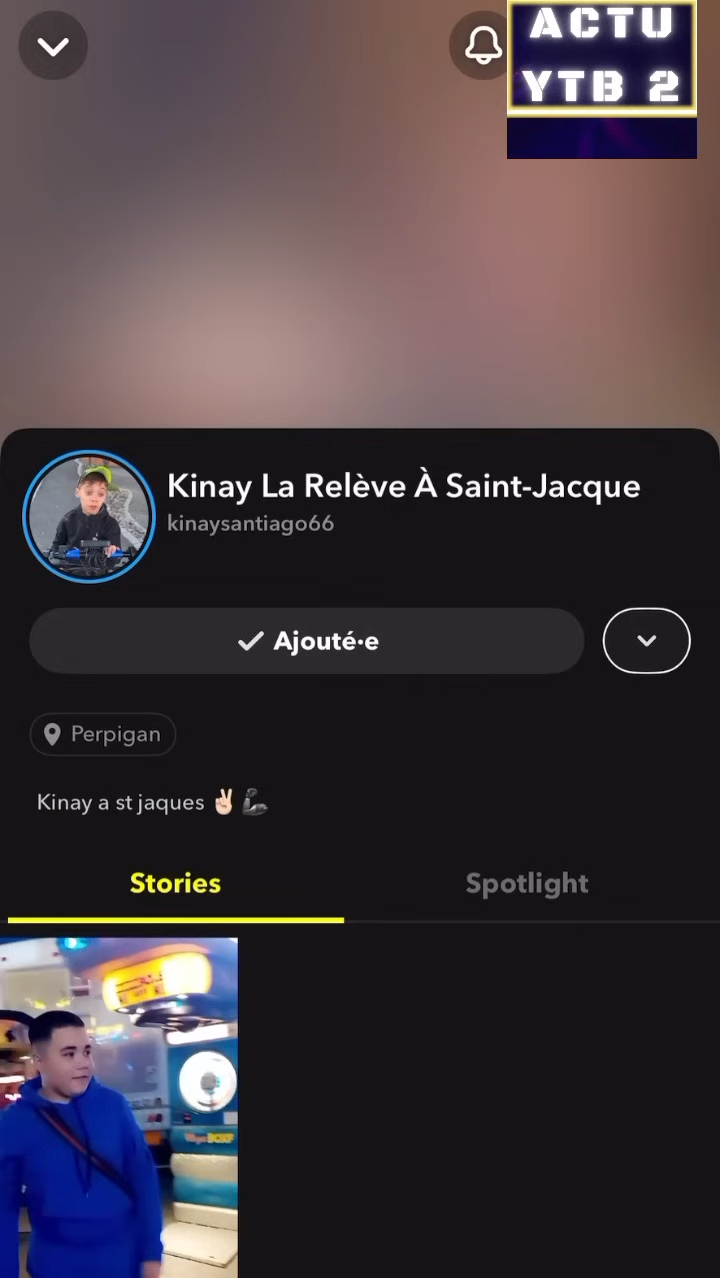 ACTU
YTB 2
Kinay La Relève À Saint-Jacque
kinaysantiago66
Ajouté·e
Perpigan
Kinay a st jaques ✌🏻🦾
Stories
Spotlight